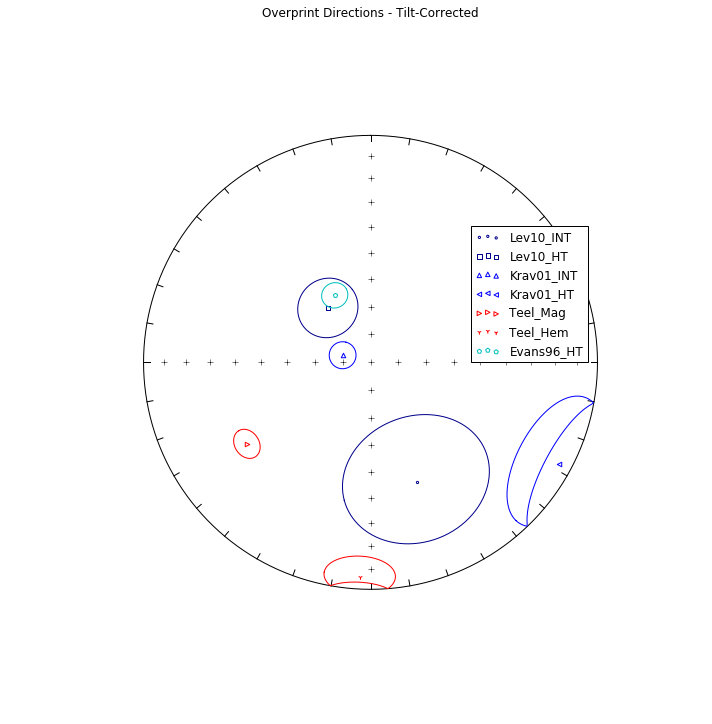 Overprint Directions - Tilt-Corrected
Lev10_INT
Lev10_HT
Krav01_INT
Krav01_HT
Teel_Mag
Teel_Hem
Evans96_HT